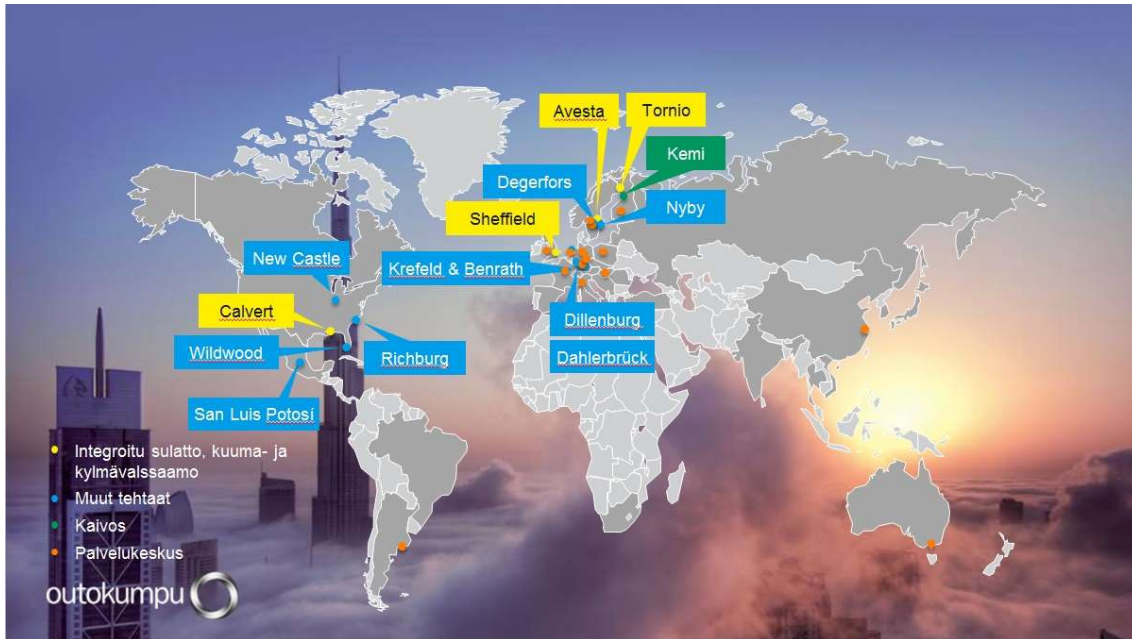 Avesta
Tornio
Kemi
Degerfors
Nyby
Sheffield
New Castle
Krefeld & Benrath
Calvert
Dillenburg
Wildwood
Richburg
Dahlerbrück
San Luis Potosí
Integroitu sulatto, kuuma- ja
kylmävalssaamo
Muut tehtaat
Kaivos
Palvelukeskus
outokumpu